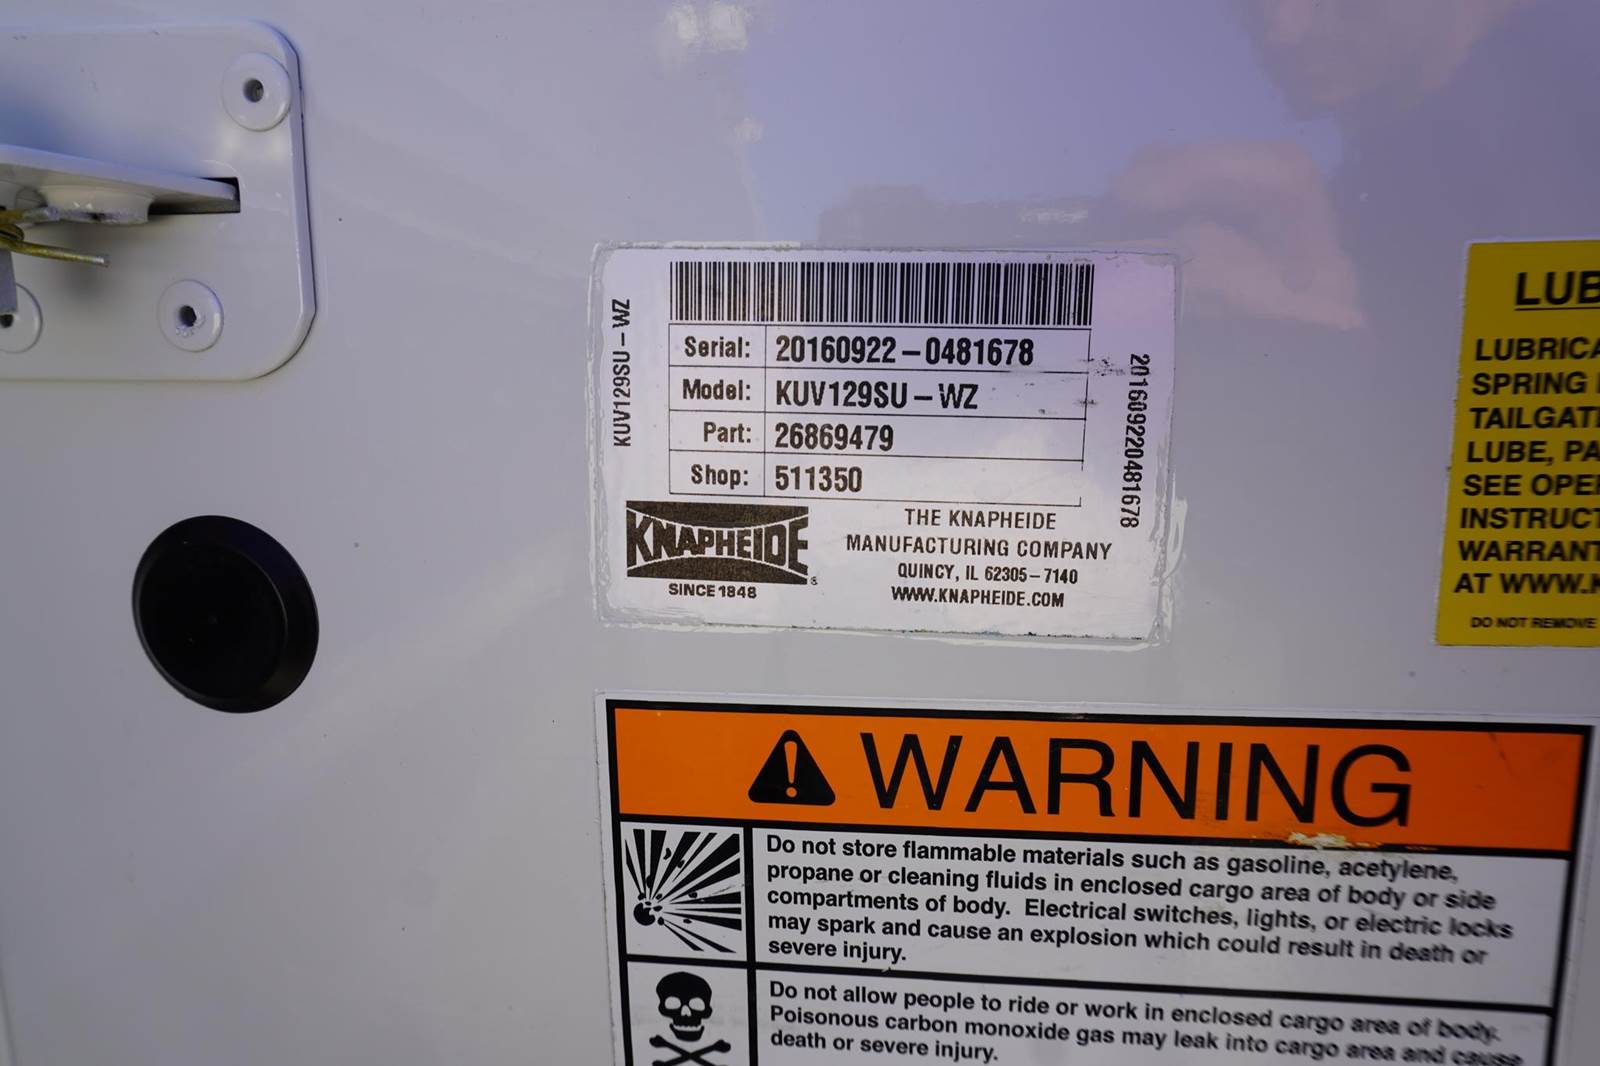 KUV129SU-WZ
Serial: 20160922-0481678
Model: KUV129SU-WZ
Part: 26869479
Shop: 511350
201609220481678
KNAPHEIDE®
SINCE 1848
THE KNAPHEIDE
MANUFACTURING COMPANY
QUINCY, IL 62305-7140
WWW.KNAPHEIDE.COM
LUB
LUBRICA
SPRING
TAILGAT
LUBE, PA
SEE OPE
INSTRUCT
WARRANT
AT WWW.K
DO NOT REMOVE
WARNING
Do not store flammable materials such as gasoline, acetylene,
propane or cleaning fluids in enclosed cargo area of body or side
compartments of body. Electrical switches, lights, or electric locks
may spark and cause an explosion which could result in death or
severe injury.
Do not allow people to ride or work in enclosed cargo area of body.
Poisonous carbon monoxide gas may leak into cargo area and cause
death or severe injury.